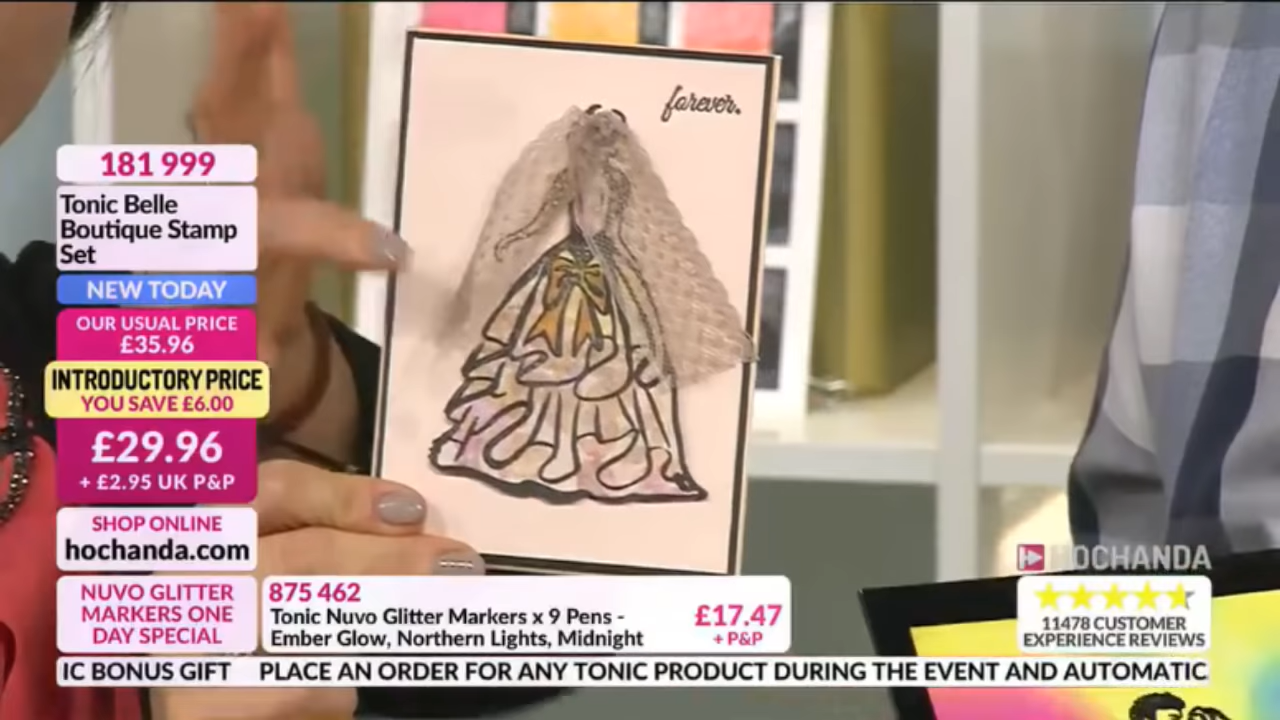 forever.
181 999
Tonic Belle
Boutique Stamp
Set
NEW TODAY
OUR USUAL PRICE
£35.96
INTRODUCTORY PRICE
YOU SAVE £6.00
£29.96
+ £2.95 UK P&P
SHOP ONLINE
hochanda.com
NUVO GLITTER
MARKERS ONE
DAY SPECIAL
875 462
Tonic Nuvo Glitter Markers x 9 Pens -
Ember Glow, Northern Lights, Midnight
£17.47
+ P&P
HOCHANDA
11478 CUSTOMER
EXPERIENCE REVIEWS
IC BONUS GIFT PLACE AN ORDER FOR ANY TONIC PRODUCT DURING THE EVENT AND AUTOMATIC